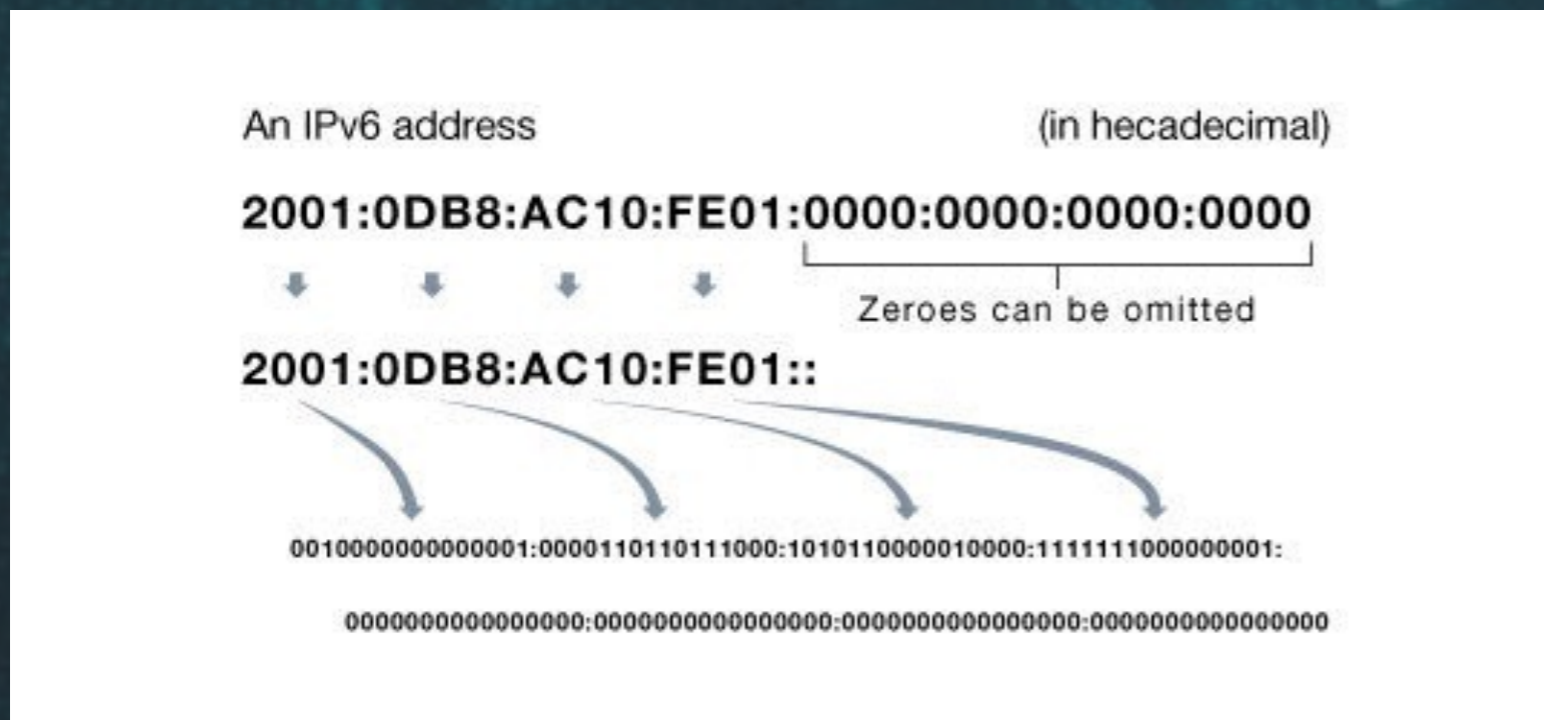 An IPv6 address (in hecadecimal)
2001:0DB8:AC10:FE01:0000:0000:0000:0000
Zeroes can be omitted
2001:0DB8:AC10:FE01::
0010000000000001:0000110110111000:1010110000010000:1111111000000001:
0000000000000000:0000000000000000:0000000000000000:0000000000000000